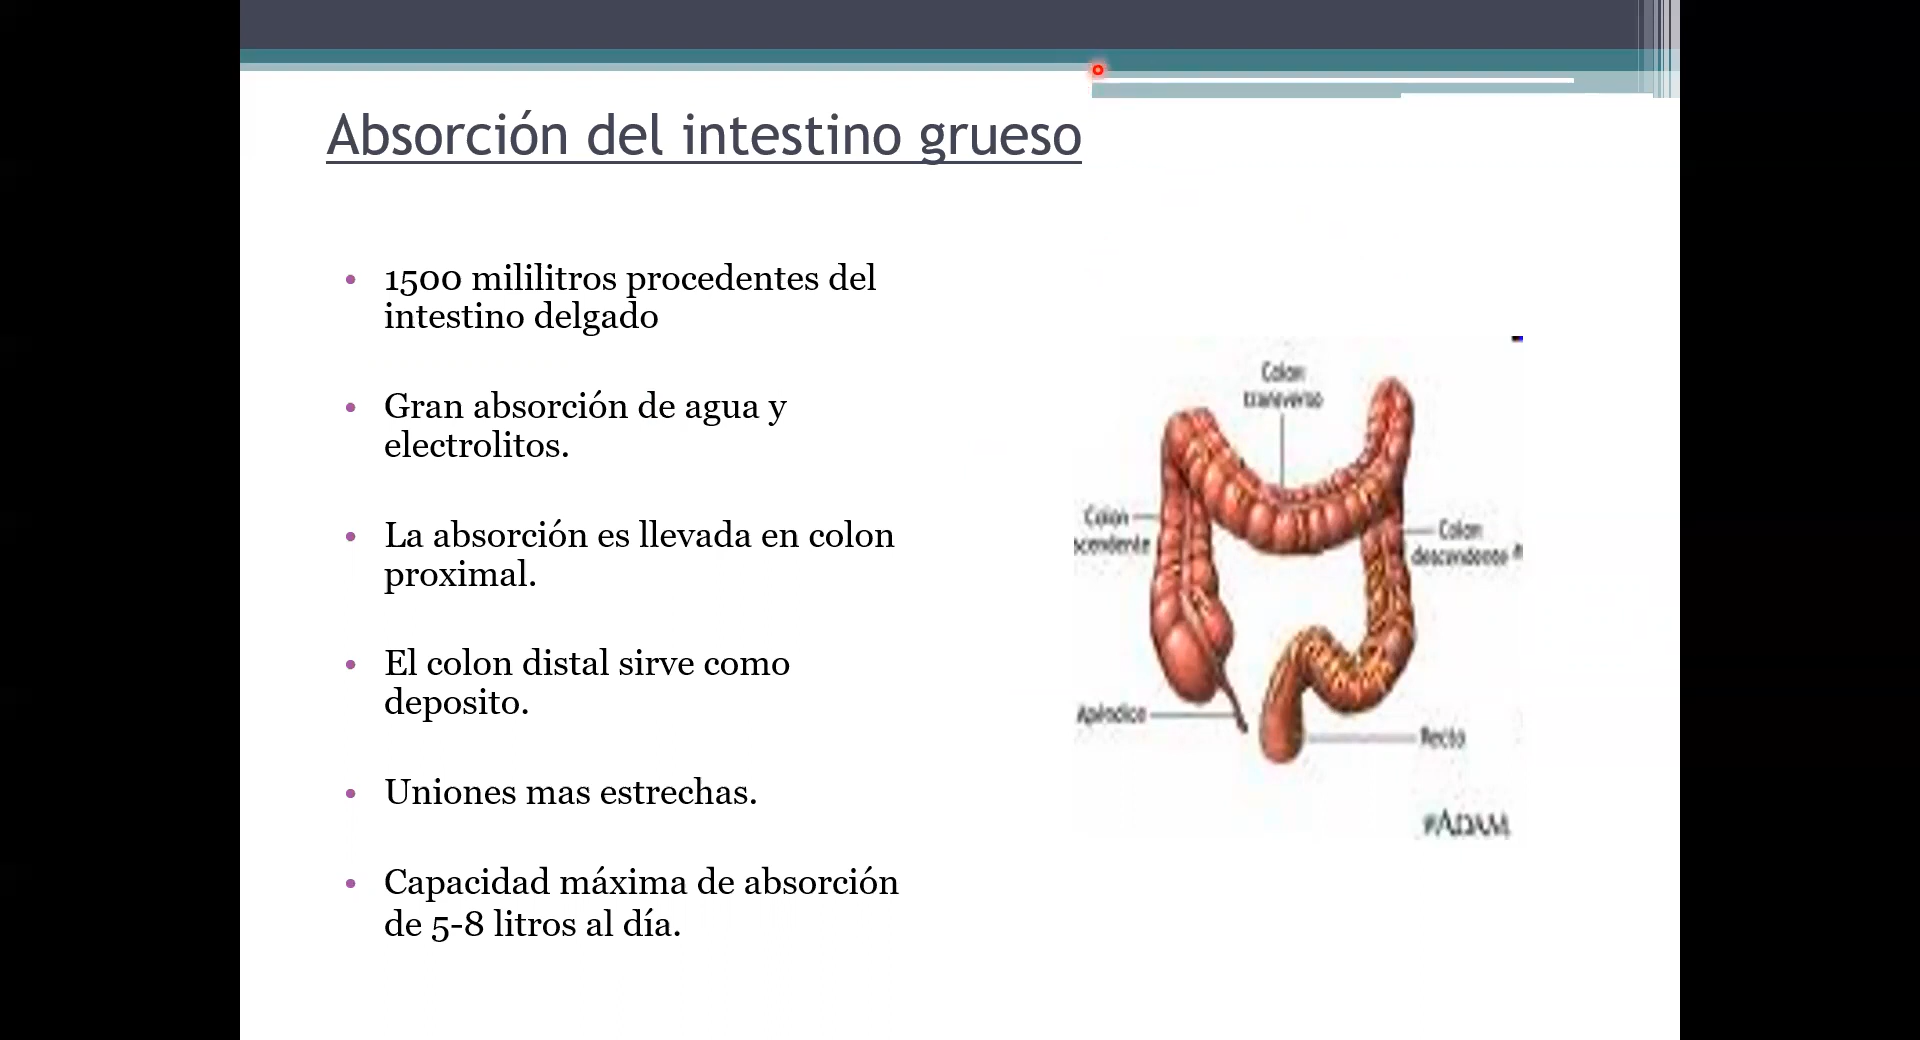 Absorción del intestino grueso
• 1500 mililitros procedentes del
intestino delgado
• Gran absorción de agua y
electrolitos.
• La absorción es llevada en colon
proximal.
• El colon distal sirve como
deposito.
• Uniones mas estrechas.
• Capacidad máxima de absorción
de 5-8 litros al día.
Colon
transverso
Colon
scendente
Colon
descendente
Apéndice
Recto
ADAM